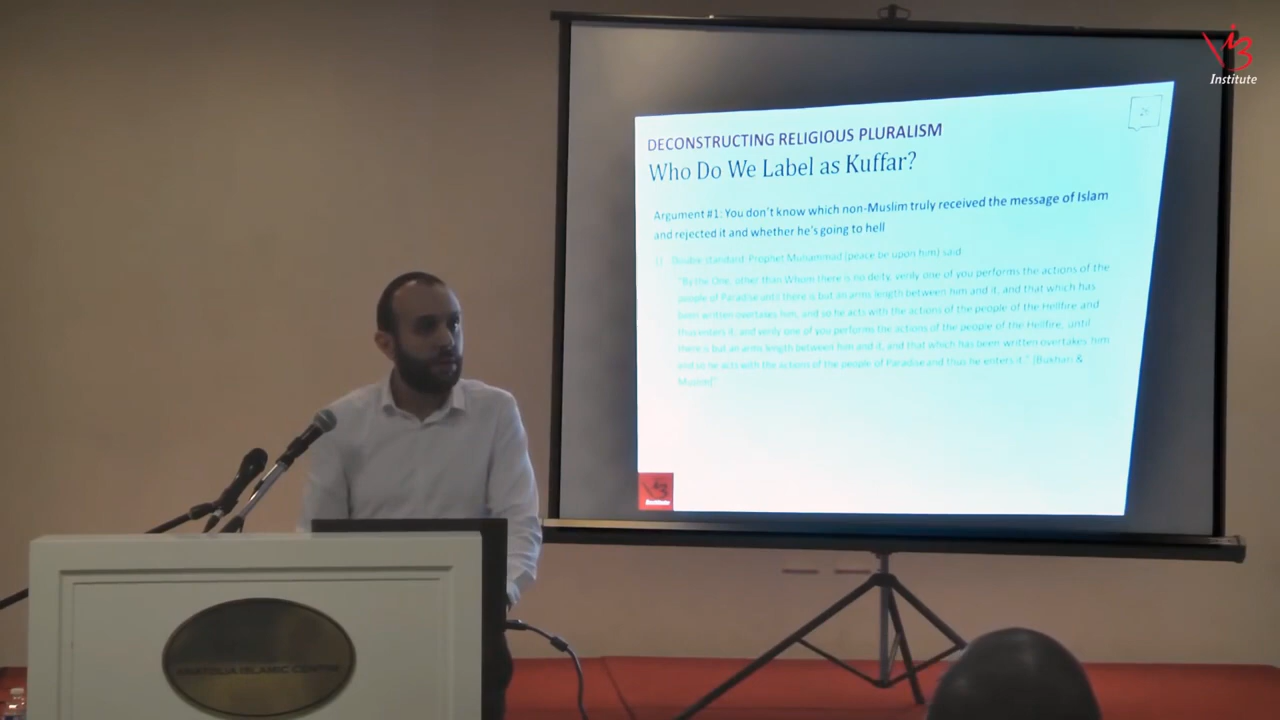 i3
Institute
DECONSTRUCTING RELIGIOUS PLURALISM
Who Do We Label as Kuffar?
Argument #1: You don't know which non-Muslim truly received the message of Islam
and rejected it and whether he's going to hell
Double standard: Prophet Muhammad (peace be upon him) said
"By the One, other than Whom there is no deity, verily one of you performs the actions of the
people of Paradise until there is but an arms length between him and it, and that which has
been written overtakes him, and so he acts with the actions of the people of the Hellfire and
thus enters it; and verily one of you performs the actions of the people of the Hellfire, until
there is but an arms length between him and it, and that which has been written overtakes him
and so he acts with the actions of the people of Paradise and thus he enters it." (Bukhari &
Muslim)"
i3
Institute
ANATOLIA ISLAMIC CENTRE